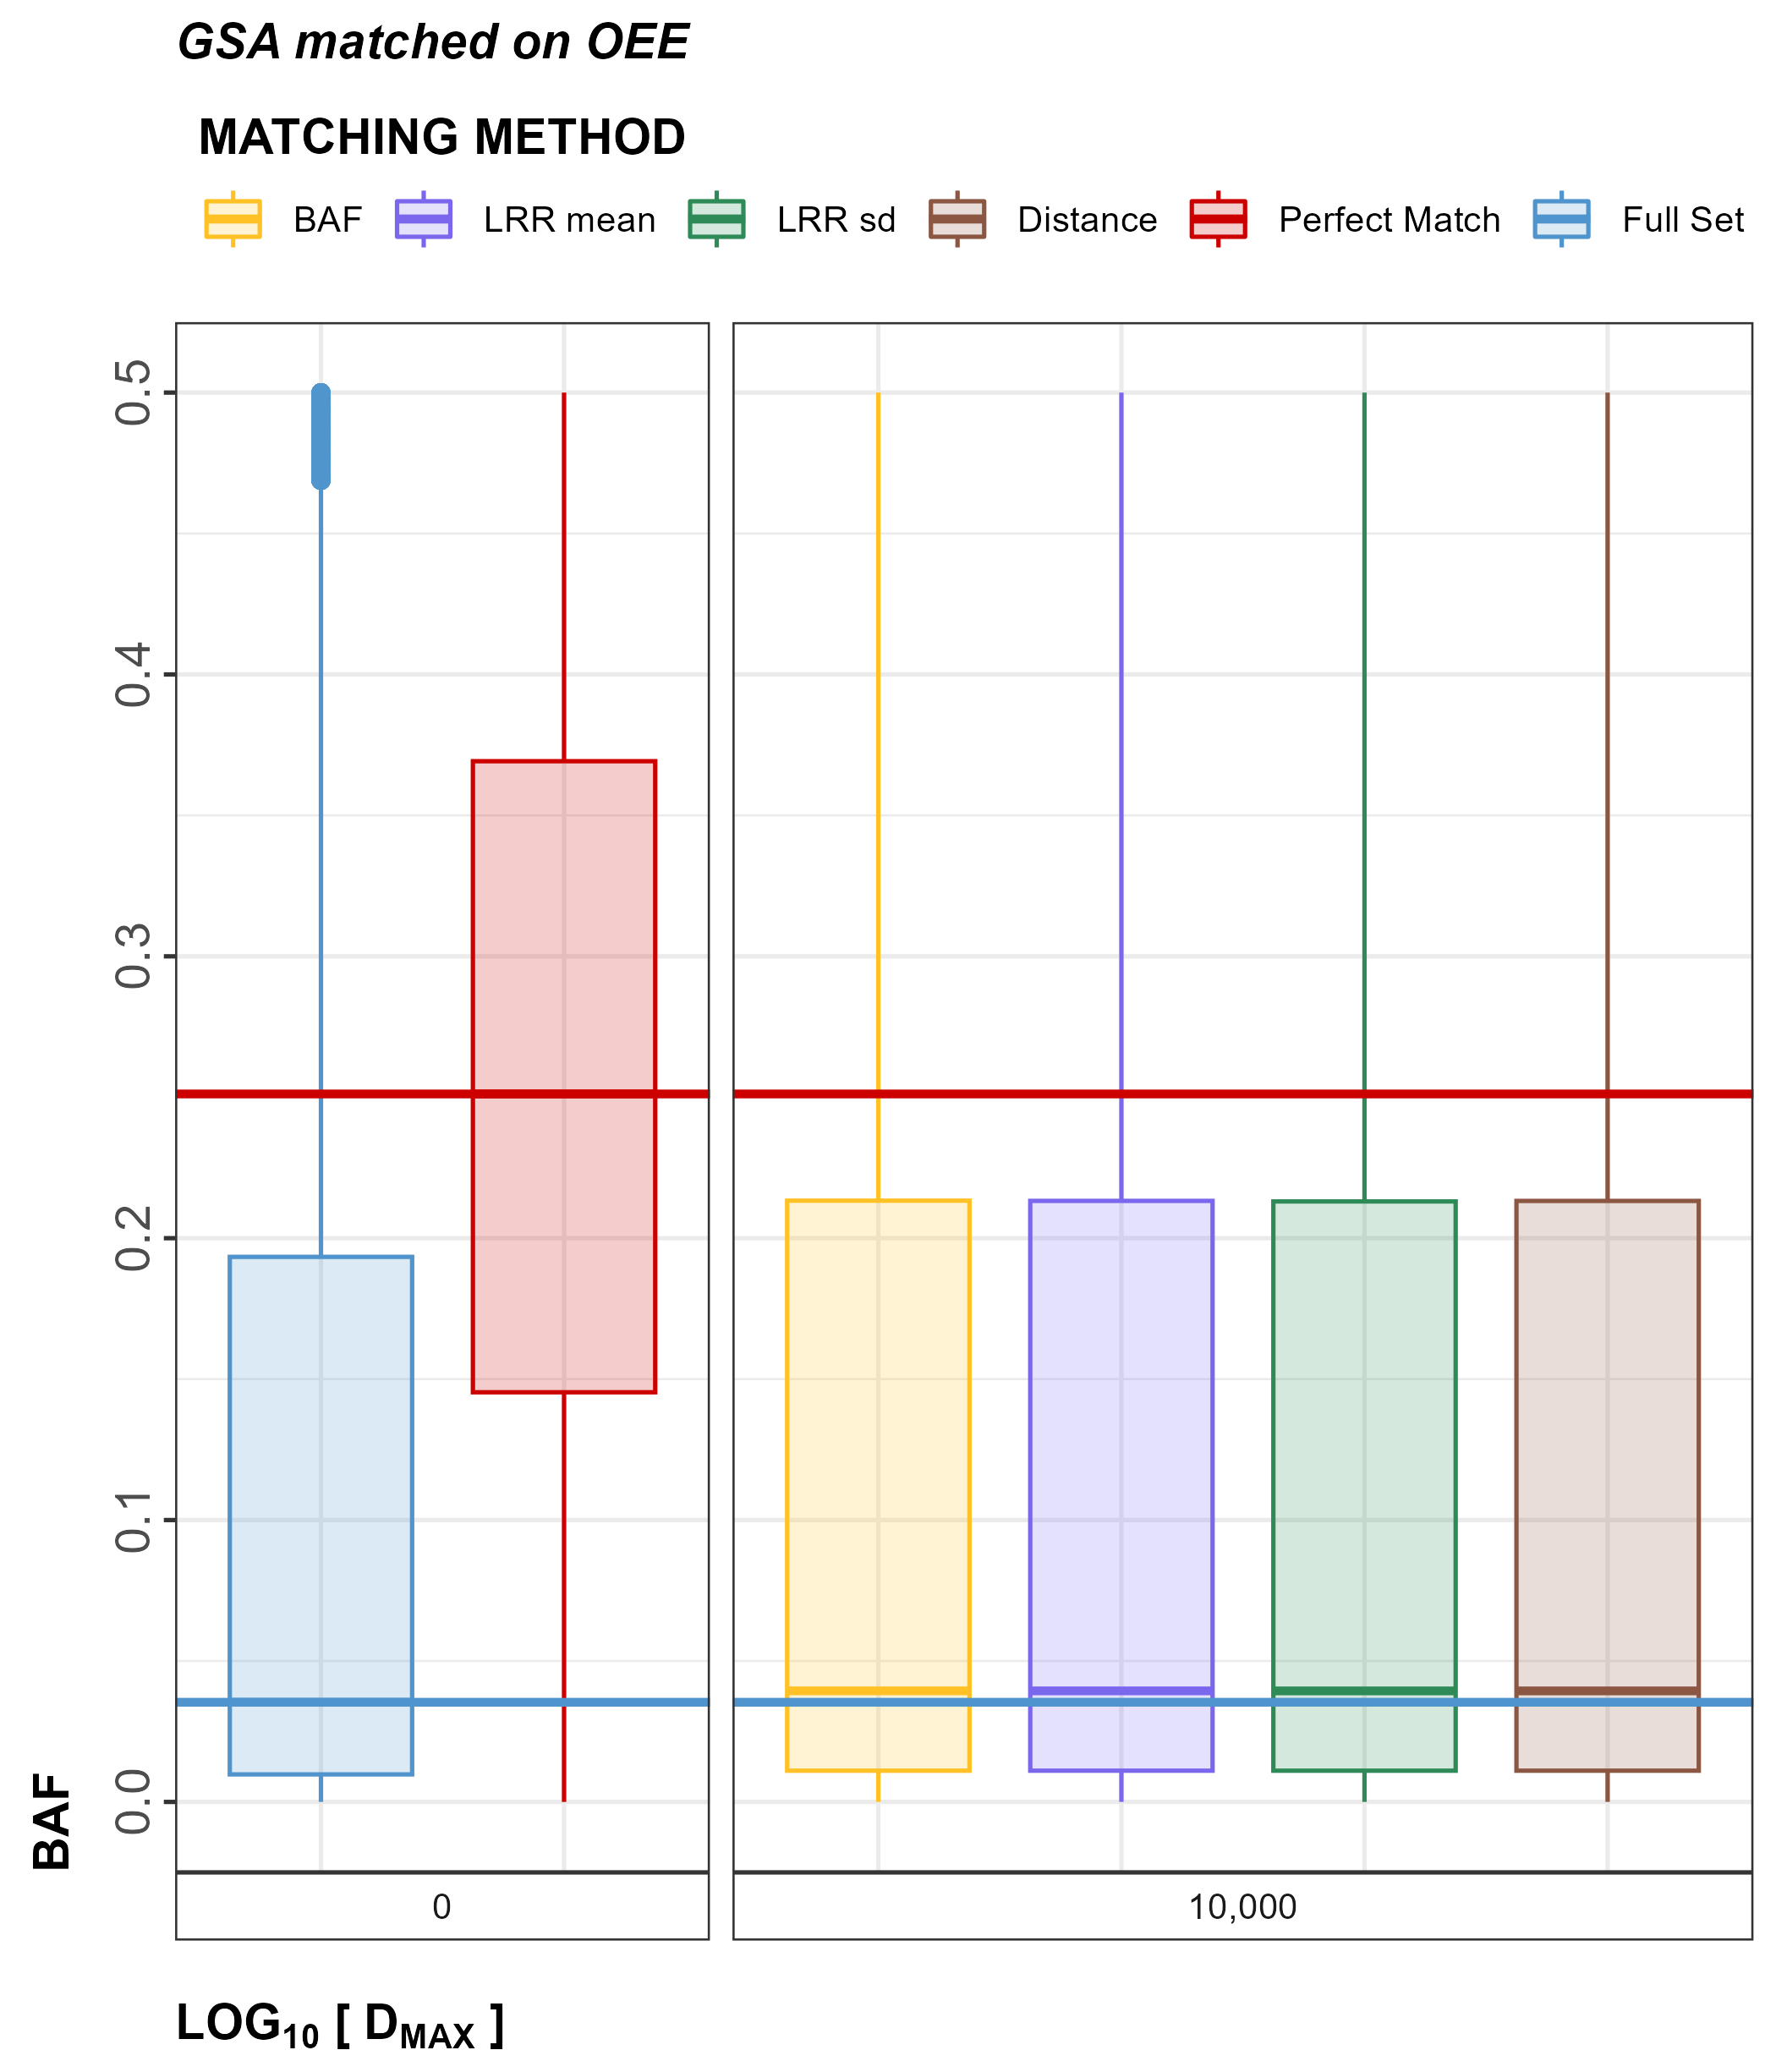 GSA matched on OEE
MATCHING METHOD
BAF LRR mean LRR sd Distance Perfect Match Full Set
0.5
0.4
0.3
0.2
0.1
0.0
BAF
0 10,000
LOG₁₀ [ D_MAX ]